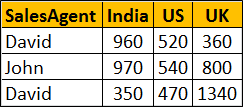 SalesAgent India US UK
David 960 520 360
John 970 540 800
David 350 470 1340